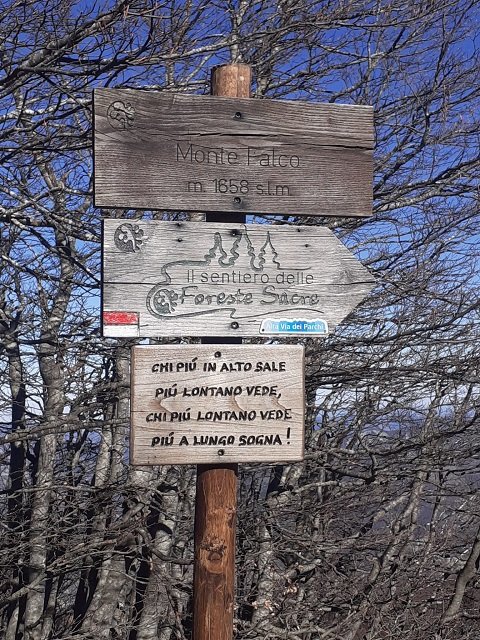 Monte Falco
m. 1658 s.l.m.
Il sentiero delle
Foreste Sacre
Alta Via dei Parchi
CHI PIÚ IN ALTO SALE
PIÚ LONTANO VEDE,
CHI PIÚ LONTANO VEDE
PIÚ A LUNGO SOGNA!